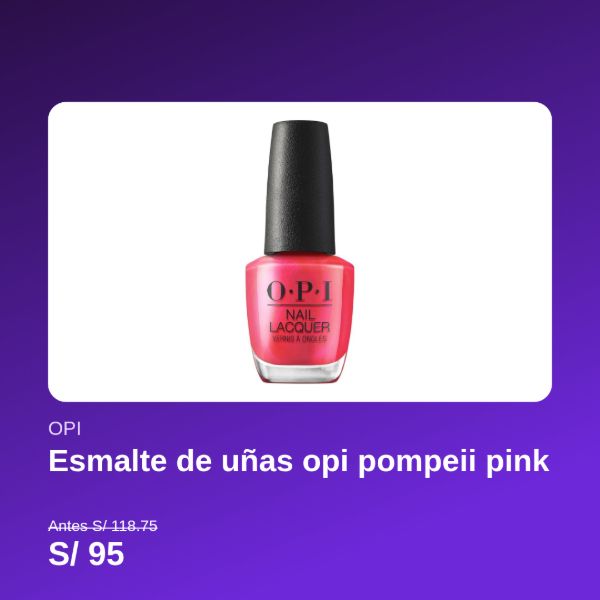 O·P·I
NAIL
LACQUER
VERNIS À ONGLES
OPI
Esmalte de uñas opi pompeii pink
Antes S/ 118.75
S/ 95